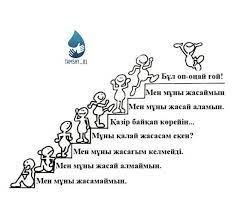 Бұл оп-оңай ғой!
Мен мұны жасаймын
Мен мұны жасай аламын.
Қазір байқап көрейін...
Мұны қалай жасасам екен?
Мен мұны жасағым келмейді.
Мен мұны жасай алмаймын.
Мен мұны жасамаймын.